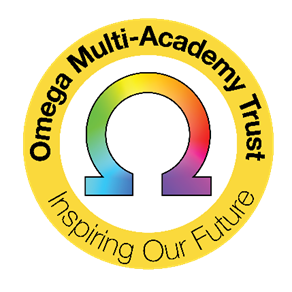 Omega Multi-Academy Trust
Ω
Inspiring Our Future